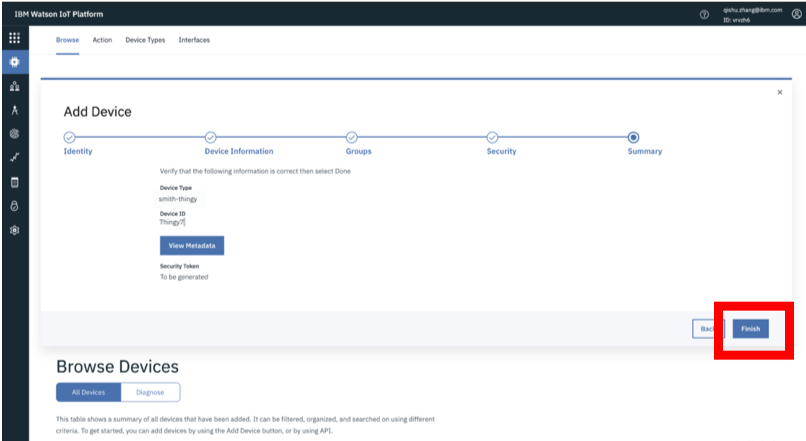 IBM Watson IoT Platform
qishu.zhang@ibm.com
ID: vrvzh6
Browse Action Device Types Interfaces
Add Device
Identity Device Information Groups Security Summary
Verify that the following information is correct then select Done
Device Type
smith-thingy
Device ID
Thingy7
View Metadata
Security Token
To be generated
Bac Finish
Browse Devices
All Devices Diagnose
This table shows a summary of all devices that have been added. It can be filtered, organized, and searched on using different
criteria. To get started, you can add devices by using the Add Device button, or by using API.